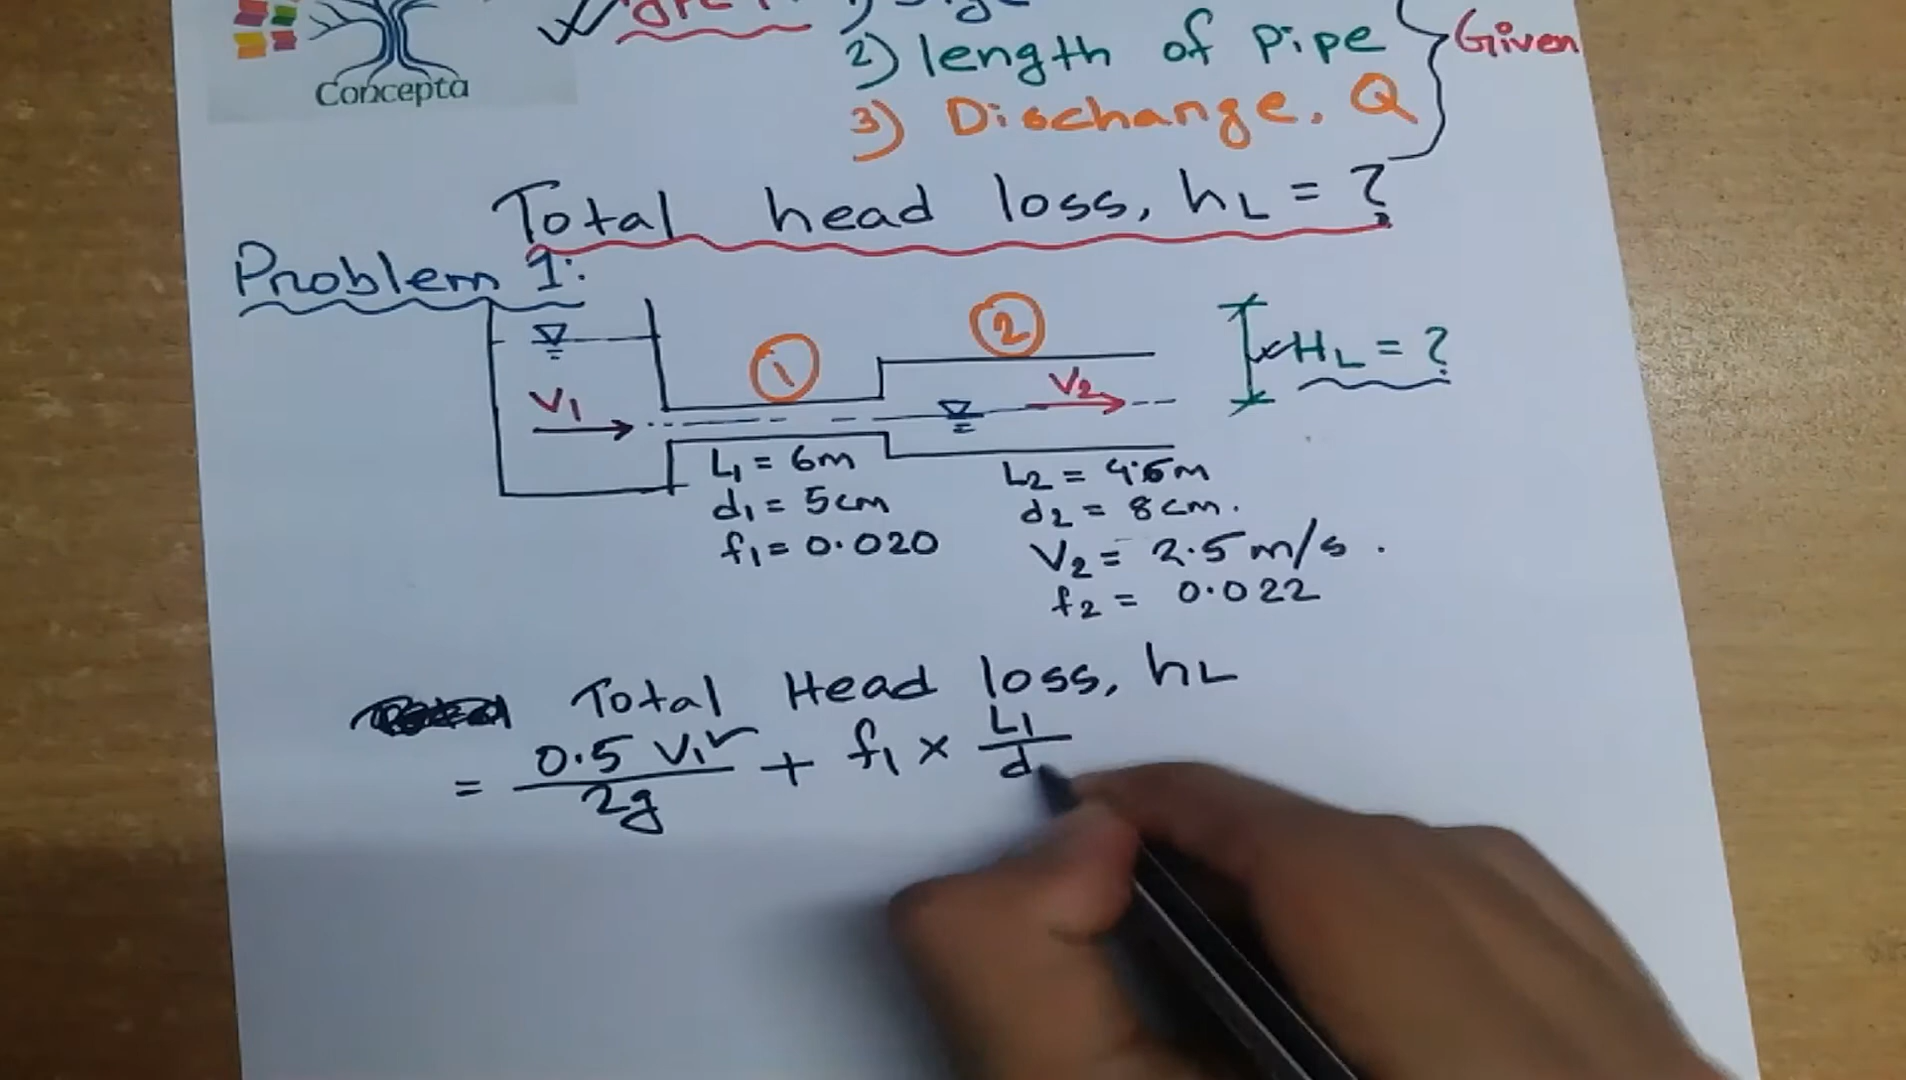 Concepta
2) length of pipe
3) Dischange, Q
Given
Total head loss, hL = ?
Problem 1:
①
②
V1
V2
HL = ?
L1 = 6m
d1 = 5cm
f1 = 0.020
L2 = 4.5m
d2 = 8cm.
V2 = 2.5 m/s.
f2 = 0.022
Total Head loss, hL
= 0.5 V1² / 2g + f1 × L1 / d